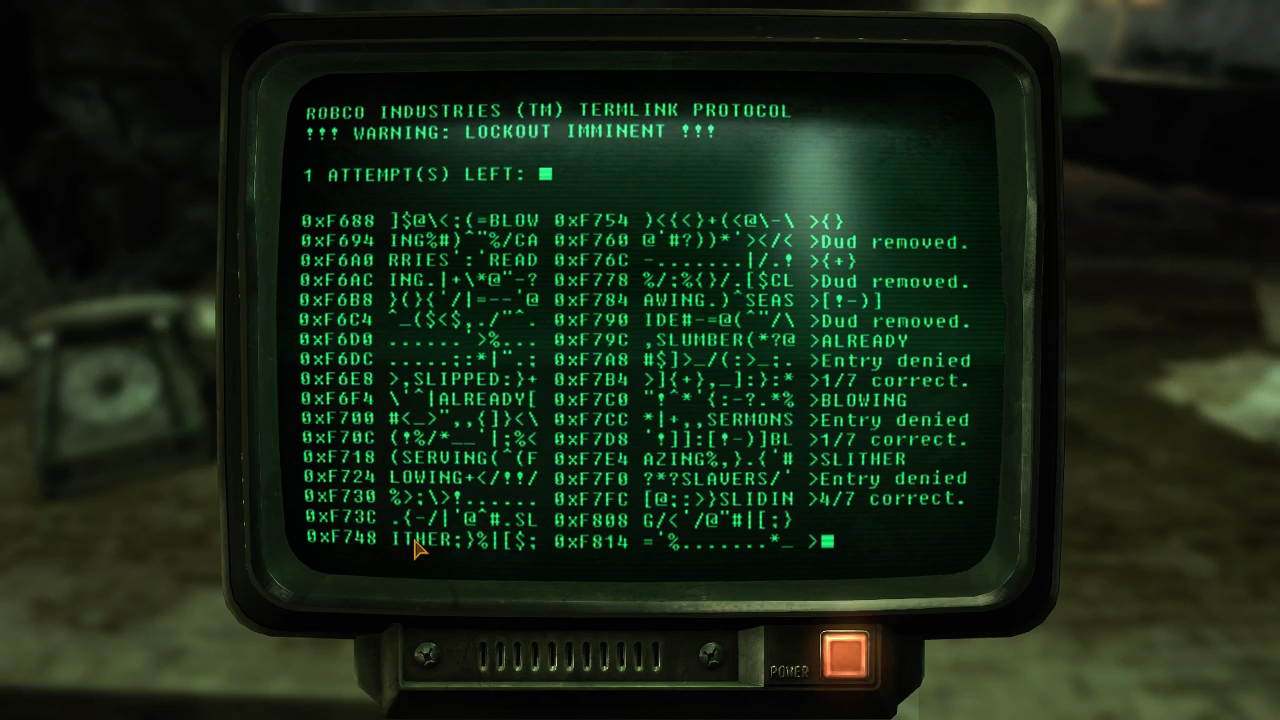 ROBCO INDUSTRIES (TM) TERMLINK PROTOCOL
!!! WARNING: LOCKOUT IMMINENT !!!
1 ATTEMPT(S) LEFT:
0xF688 ]$@\<;(=BLOW 0xF754 )<{<}+(<@\-\ >{}
0xF694 ING%#)^"%/CA 0xF760 @'#?))*'></< >Dud removed.
0xF6A0 RRIES':'READ 0xF76C -.......|/.! >{+}
0xF6AC ING.|+\*@"-? 0xF778 %/:%{}/.[$CL >Dud removed.
0xF6B8 }(}{'/|=--'@ 0xF784 AWING.)^SEAS >[!-)]
0xF6C4 ^_($<$,./"^. 0xF790 IDE#-=@(^"/\ >Dud removed.
0xF6D0 ......'>%... 0xF79C ,SLUMBER(*?@ >ALREADY
0xF6DC .....;:*|".; 0xF7A8 #$]>_/(:>_;. >Entry denied
0xF6E8 >,SLIPPED:}+ 0xF7B4 >]{+},_]:}:* >1/7 correct.
0xF6F4 \'^|ALREADY[ 0xF7C0 "!^*'{:-?.*% >BLOWING
0xF700 #<_>",,{]}<\ 0xF7CC *|+,,SERMONS >Entry denied
0xF70C (!%/*__'|;%< 0xF7D8 '!]]:[!-)]BL >1/7 correct.
0xF718 (SERVING(^(F 0xF7E4 AZING%,}.{'# >SLITHER
0xF724 LOWING+</!!/ 0xF7F0 ?*?SLAVERS/' >Entry denied
0xF730 %>:\>!...... 0xF7FC [@;:>}SLIDIN >4/7 correct.
0xF73C .{-/|'@^#.SL 0xF808 G/<'/@"#|[;}
0xF748 ITHER;}%|[$; 0xF814 ='%.......*_ >
POWER